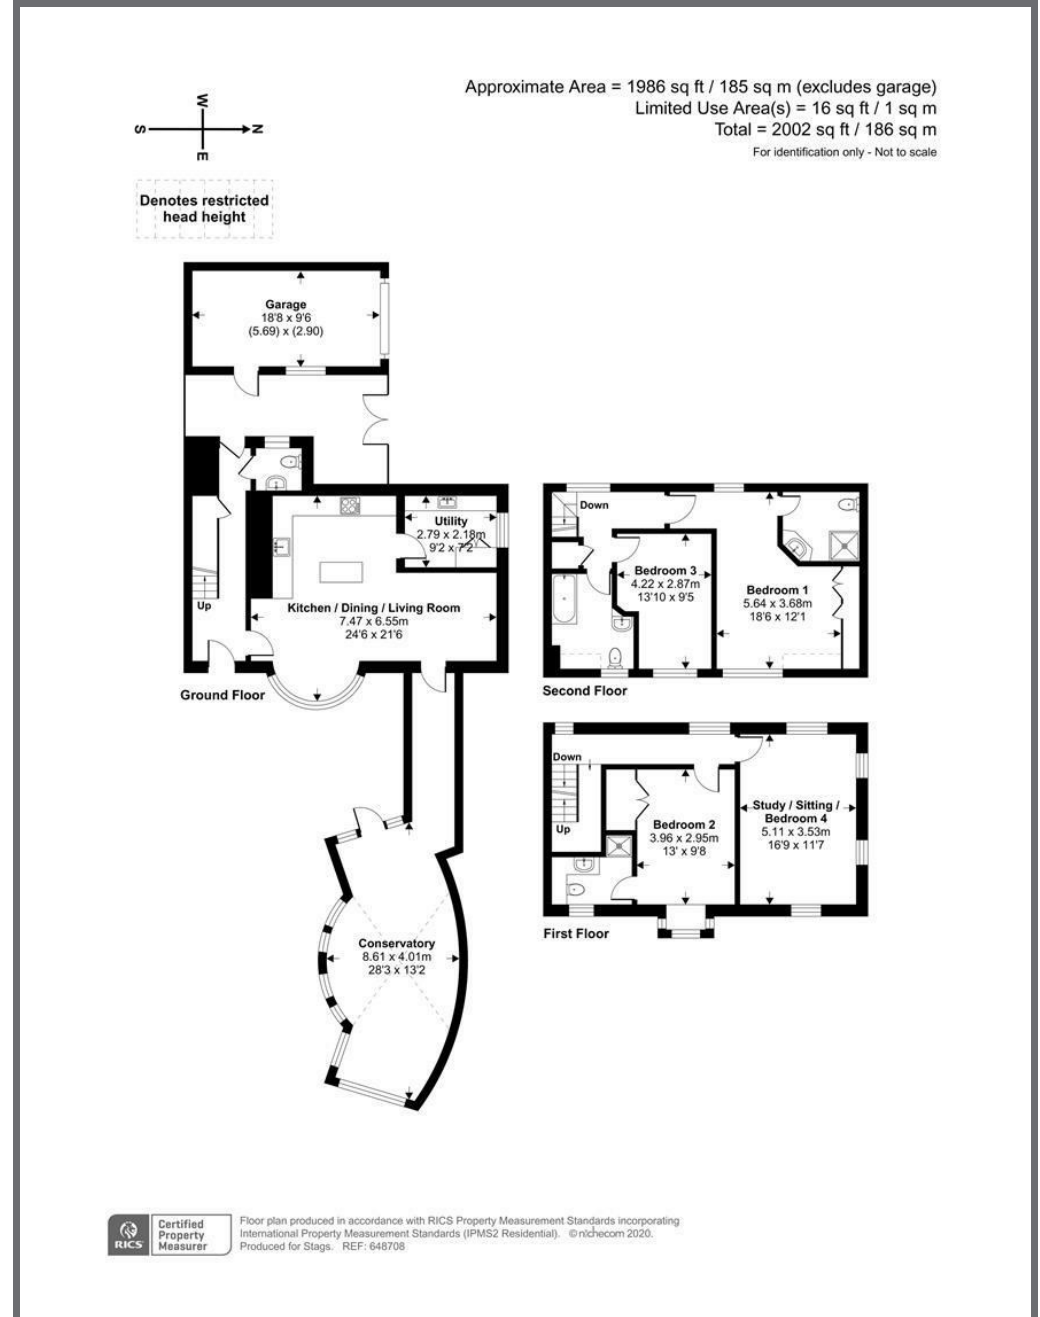 Approximate Area = 1986 sq ft / 185 sq m (excludes garage)
Limited Use Area(s) = 16 sq ft / 1 sq m
Total = 2002 sq ft / 186 sq m
For identification only - Not to scale
W
S
N
E
Denotes restricted
head height
Garage
18'8 x 9'6
(5.69) x (2.90)
Utility
2.79 x 2.18m
9'2 x 7'2
Up
Kitchen / Dining / Living Room
7.47 x 6.55m
24'6 x 21'6
Ground Floor
Conservatory
8.61 x 4.01m
28'3 x 13'2
Down
Bedroom 3
4.22 x 2.87m
13'10 x 9'5
Bedroom 1
5.64 x 3.68m
18'6 x 12'1
Second Floor
Down
Up
Bedroom 2
3.96 x 2.95m
13' x 9'8
Study / Sitting /
Bedroom 4
5.11 x 3.53m
16'9 x 11'7
First Floor
RICS
Certified
Property
Measurer
Floor plan produced in accordance with RICS Property Measurement Standards incorporating
International Property Measurement Standards (IPMS2 Residential). © nichecom 2020.
Produced for Stags. REF: 648708